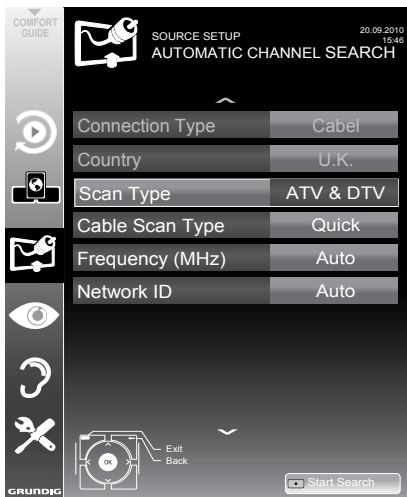 COMFORT
GUIDE
SOURCE SETUP
20.09.2010
15:46
AUTOMATIC CHANNEL SEARCH
Connection Type Cabel
Country U.K.
Scan Type ATV & DTV
Cable Scan Type Quick
Frequency (MHz) Auto
Network ID Auto
OK
Exit
Back
Start Search
GRUNDIG